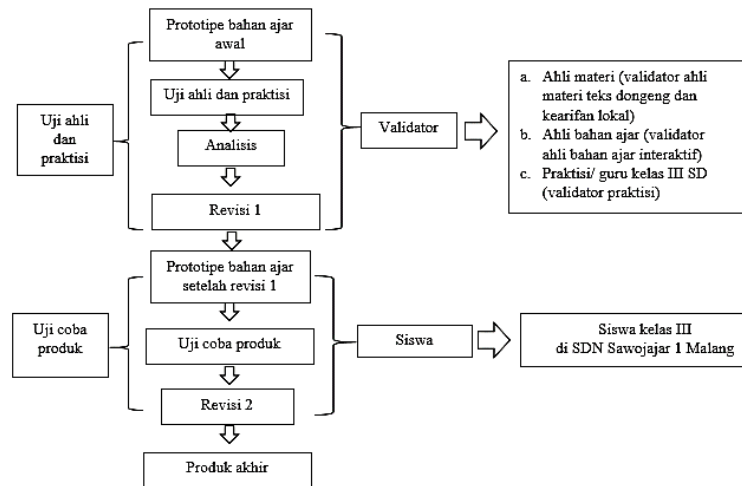 Prototipe bahan ajar
awal
Uji ahli dan praktisi
Analisis
Revisi 1
Uji ahli
dan
praktisi
Validator
a. Ahli materi (validator ahli
materi teks dongeng dan
kearifan lokal)
b. Ahli bahan ajar (validator
ahli bahan ajar interaktif)
c. Praktisi/ guru kelas III SD
(validator praktisi)
Prototipe bahan ajar
setelah revisi 1
Uji coba produk
Revisi 2
Produk akhir
Uji coba
produk
Siswa
Siswa kelas III
di SDN Sawojajar 1 Malang